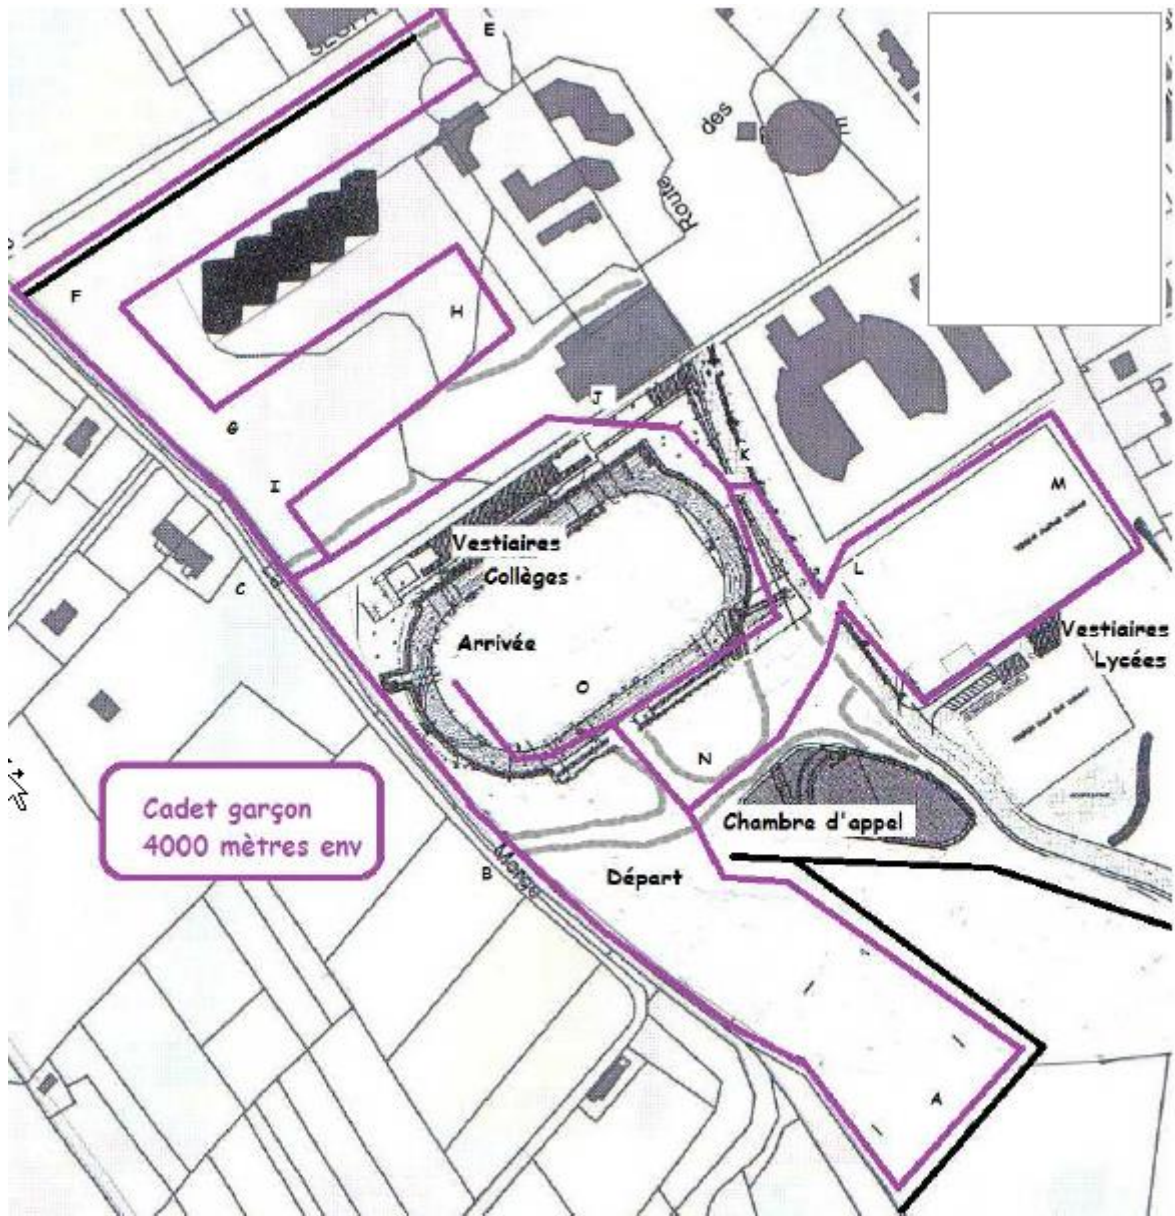 E
des
E
Route
F
H
J
G
K
I
M
Vestiaires
Collèges
C
L
Arrivée
Vestiaires
Lycées
O
N
Cadet garçon
4000 mètres env
Chambre d'appel
B
Départ
A